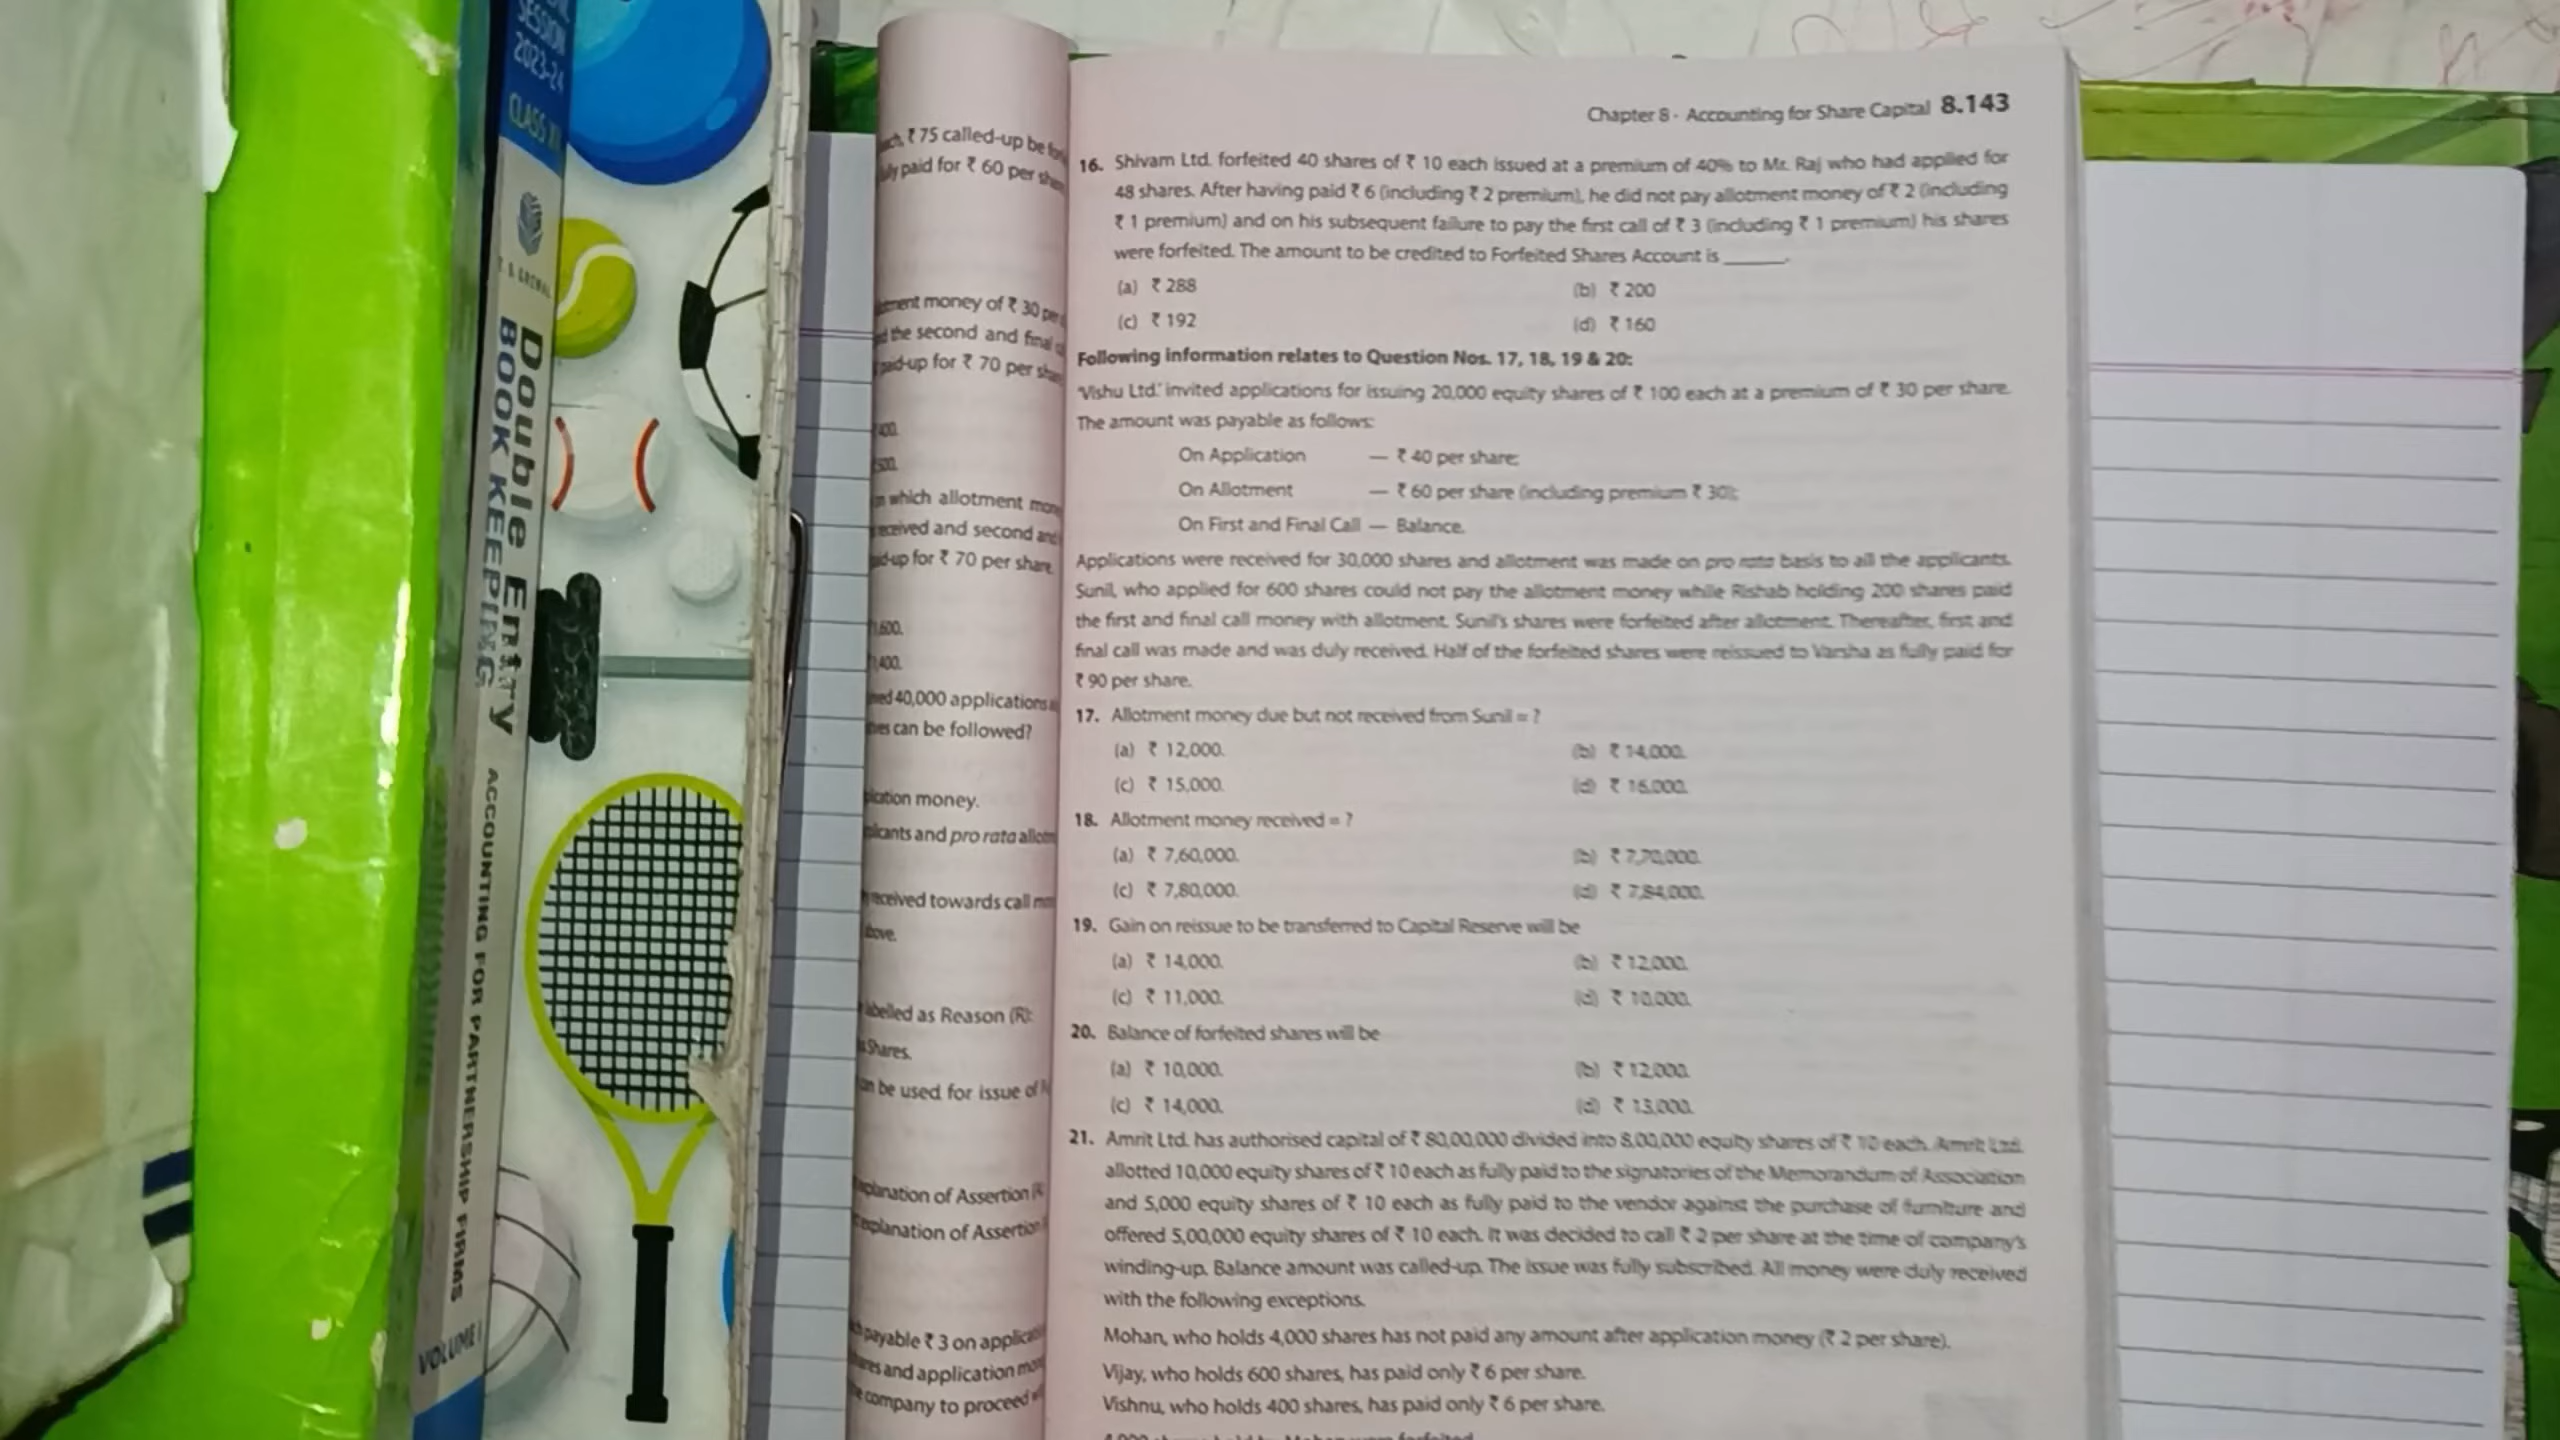 SESSION
2023-24
CLASS XI
Double Entry
BOOK KEEPING
ACCOUNTING FOR PARTNERSHIP FIRMS
VOLUME I
₹ 75 called-up be
paid for ₹ 60 per
money of ₹ 30
the second and final
paid-up for ₹ 70 per
which allotment
received and second and
for ₹ 70 per share.
40,000 applications
can be followed?
money.
and pro rata
received towards call
above.
labelled as Reason (R):
Shares.
be used for issue of
explanation of Assertion
explanation of Assertion
payable ₹ 3 on
and application
company to proceed
Chapter 8 · Accounting for Share Capital 8.143
16. Shivam Ltd. forfeited 40 shares of ₹ 10 each issued at a premium of 40% to Mr. Raj who had applied for
48 shares. After having paid ₹ 6 (including ₹ 2 premium), he did not pay allotment money of ₹ 2 (including
₹ 1 premium) and on his subsequent failure to pay the first call of ₹ 3 (including ₹ 1 premium) his shares
were forfeited. The amount to be credited to Forfeited Shares Account is ______.
(a) ₹ 288 (b) ₹ 200
(c) ₹ 192 (d) ₹ 160
Following information relates to Question Nos. 17, 18, 19 & 20:
'Vishu Ltd.' invited applications for issuing 20,000 equity shares of ₹ 100 each at a premium of ₹ 30 per share.
The amount was payable as follows:
On Application — ₹ 40 per share;
On Allotment — ₹ 60 per share (including premium ₹ 30);
On First and Final Call — Balance.
Applications were received for 30,000 shares and allotment was made on pro rata basis to all the applicants.
Sunil, who applied for 600 shares could not pay the allotment money while Rishab holding 200 shares paid
the first and final call money with allotment. Sunil's shares were forfeited after allotment. Thereafter, first and
final call was made and was duly received. Half of the forfeited shares were reissued to Varsha as fully paid for
₹ 90 per share.
17. Allotment money due but not received from Sunil = ?
(a) ₹ 12,000. (b) ₹ 14,000.
(c) ₹ 15,000. (d) ₹ 16,000.
18. Allotment money received = ?
(a) ₹ 7,60,000. (b) ₹ 7,70,000.
(c) ₹ 7,80,000. (d) ₹ 7,84,000.
19. Gain on reissue to be transferred to Capital Reserve will be
(a) ₹ 14,000. (b) ₹ 12,000.
(c) ₹ 11,000. (d) ₹ 10,000.
20. Balance of forfeited shares will be
(a) ₹ 10,000. (b) ₹ 12,000.
(c) ₹ 14,000. (d) ₹ 13,000.
21. Amrit Ltd. has authorised capital of ₹ 80,00,000 divided into 8,00,000 equity shares of ₹ 10 each. Amrit Ltd.
allotted 10,000 equity shares of ₹ 10 each as fully paid to the signatories of the Memorandum of Association
and 5,000 equity shares of ₹ 10 each as fully paid to the vendor against the purchase of furniture and
offered 5,00,000 equity shares of ₹ 10 each. It was decided to call ₹ 2 per share at the time of company's
winding-up. Balance amount was called-up. The issue was fully subscribed. All money were duly received
with the following exceptions.
Mohan, who holds 4,000 shares has not paid any amount after application money (₹ 2 per share).
Vijay, who holds 600 shares, has paid only ₹ 6 per share.
Vishnu, who holds 400 shares, has paid only ₹ 6 per share.